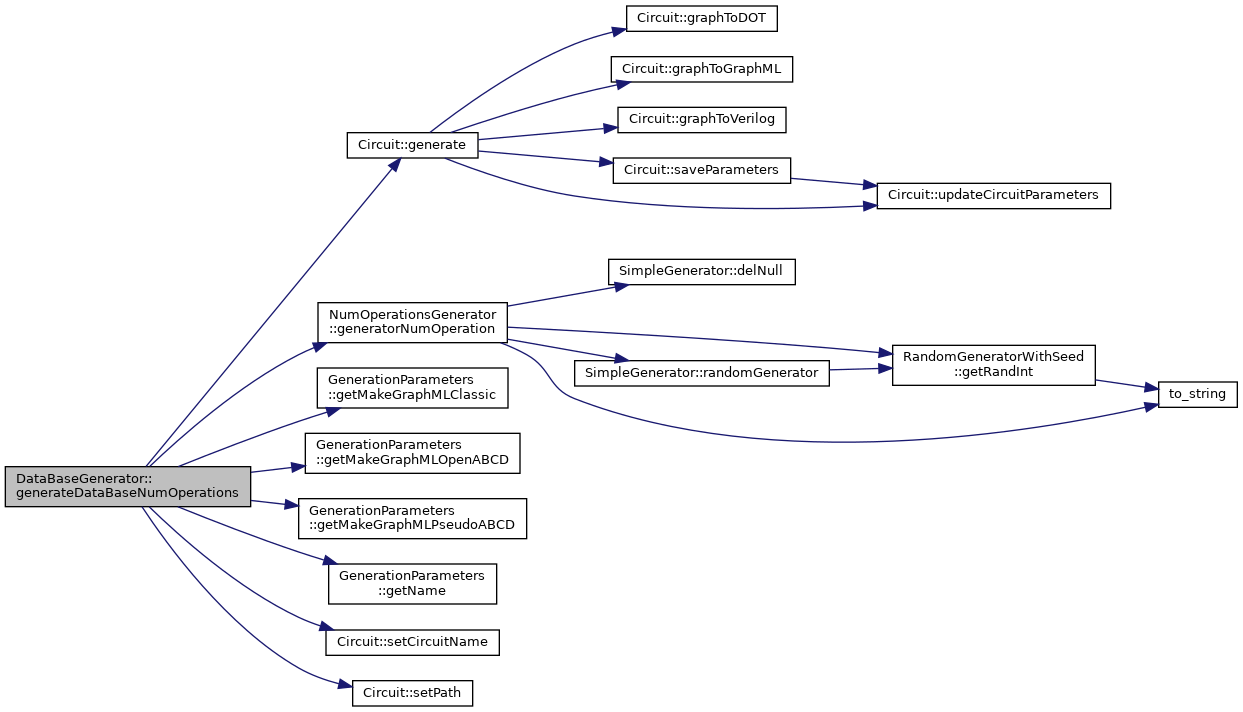 Circuit::graphToDOT
Circuit::graphToGraphML
Circuit::graphToVerilog
Circuit::generate
Circuit::saveParameters
Circuit::updateCircuitParameters
SimpleGenerator::delNull
NumOperationsGenerator
::generatorNumOperation
RandomGeneratorWithSeed
::getRandInt
SimpleGenerator::randomGenerator
to_string
GenerationParameters
::getMakeGraphMLClassic
GenerationParameters
::getMakeGraphMLOpenABCD
DataBaseGenerator::
generateDataBaseNumOperations
GenerationParameters
::getMakeGraphMLPseudoABCD
GenerationParameters
::getName
Circuit::setCircuitName
Circuit::setPath